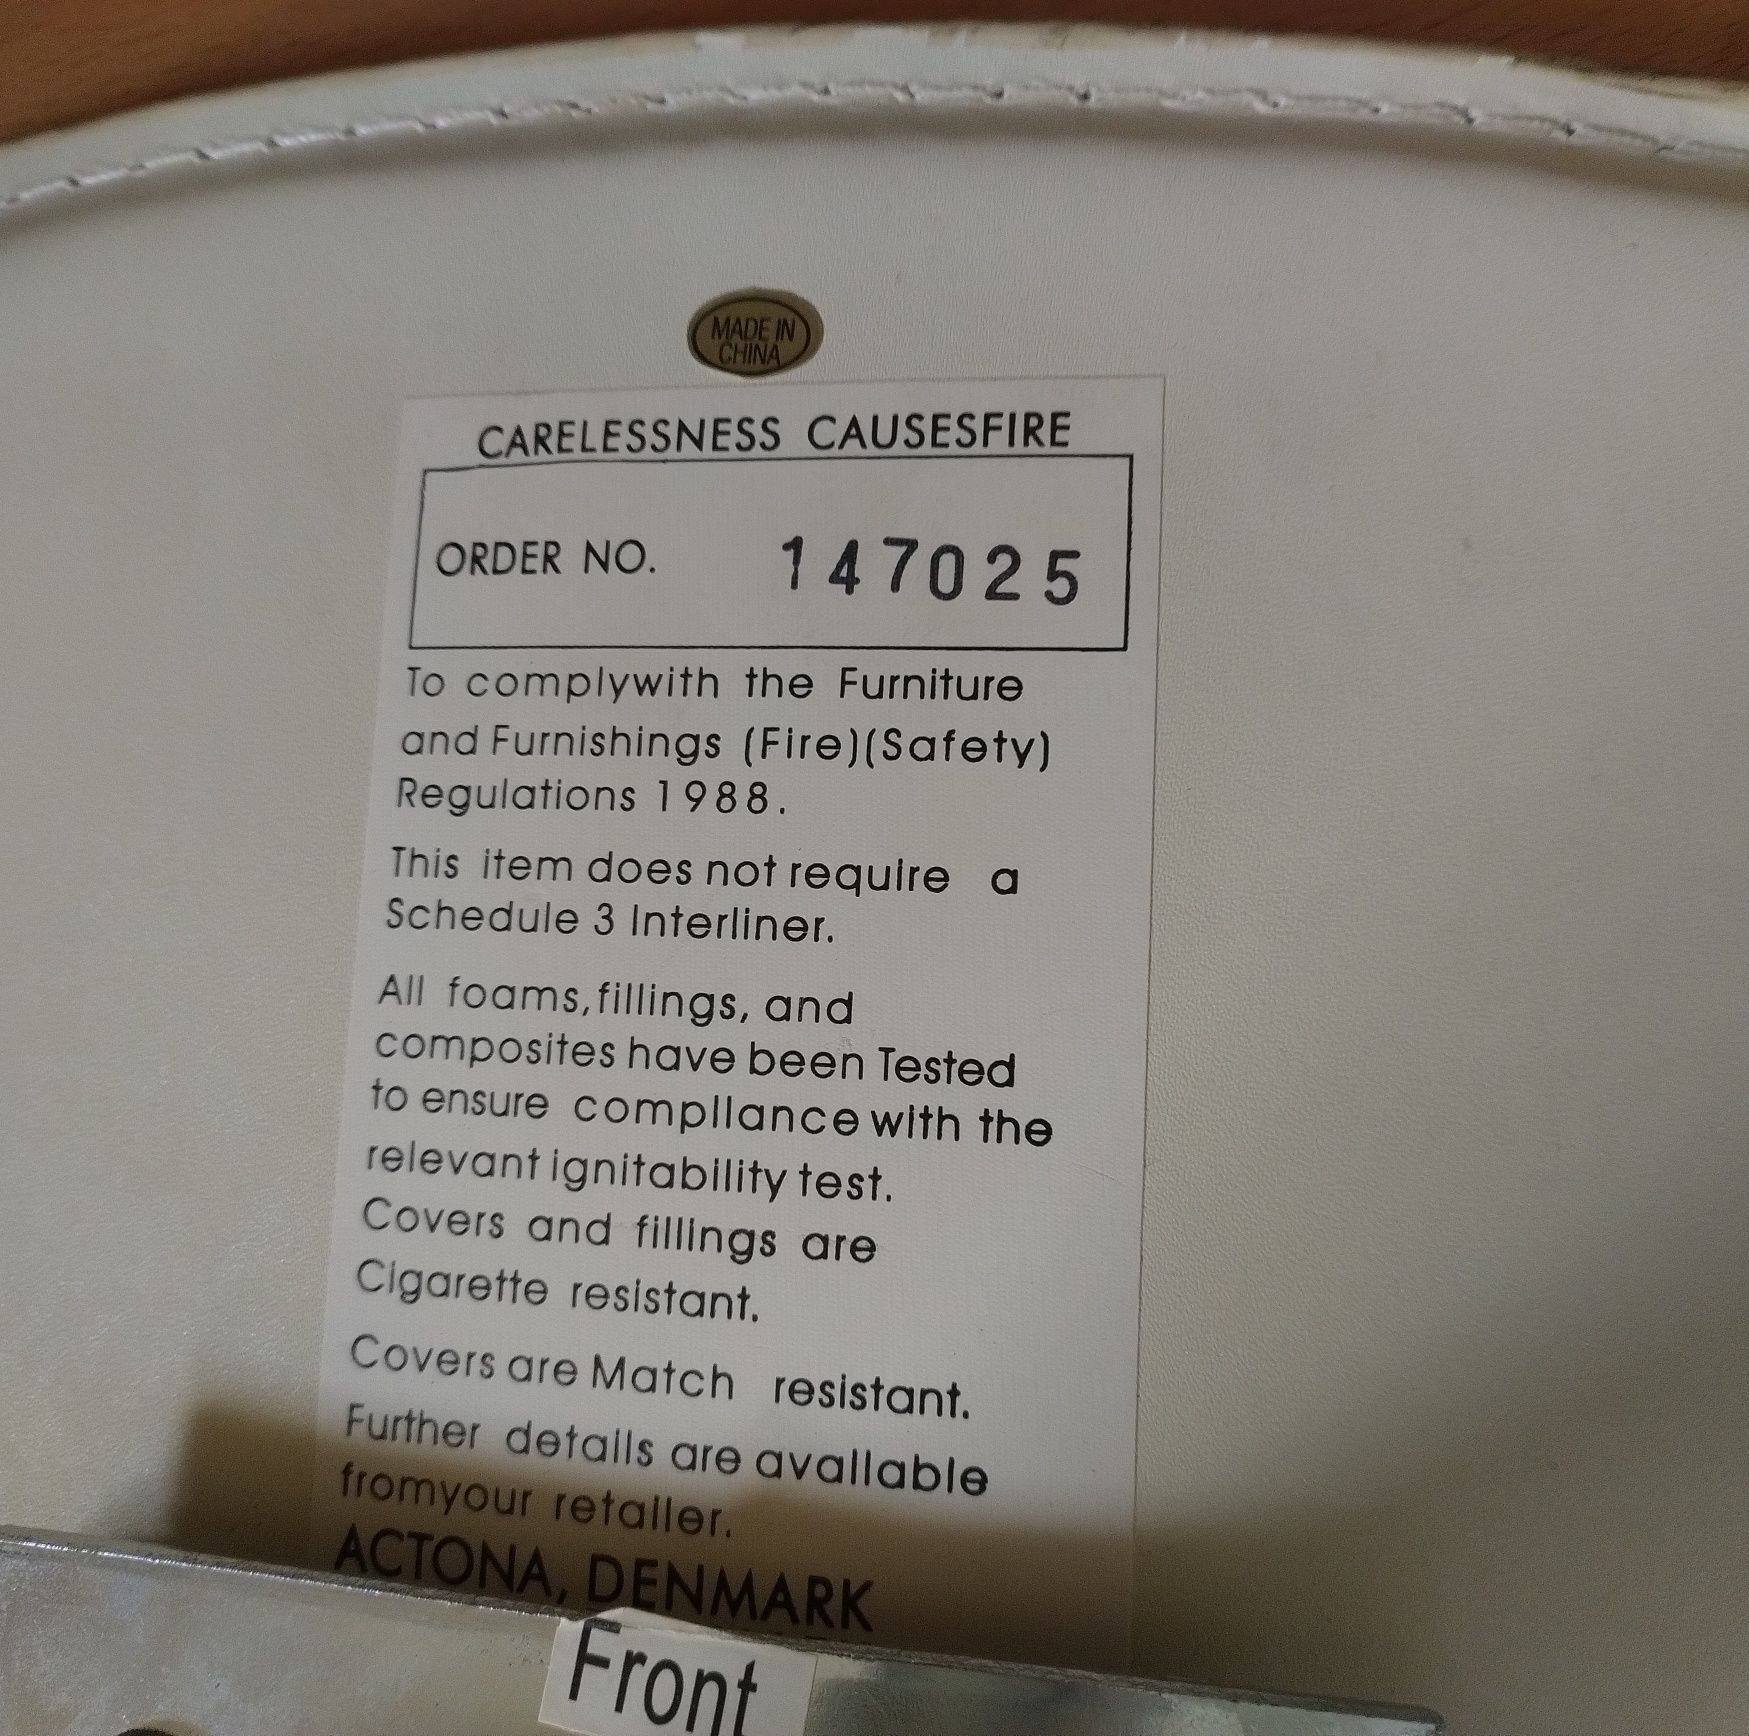 MADE IN
CHINA
CARELESSNESS CAUSESFIRE
ORDER NO. 147025
To complywith the Furniture
and Furnishings (Fire)(Safety)
Regulations 1988.
This item does not require a
Schedule 3 Interliner.
All foams,fillings, and
composites have been Tested
to ensure compliance with the
relevant ignitability test.
Covers and fillings are
Cigarette resistant.
Covers are Match resistant.
Further details are available
fromyour retailer.
ACTONA, DENMARK
Front